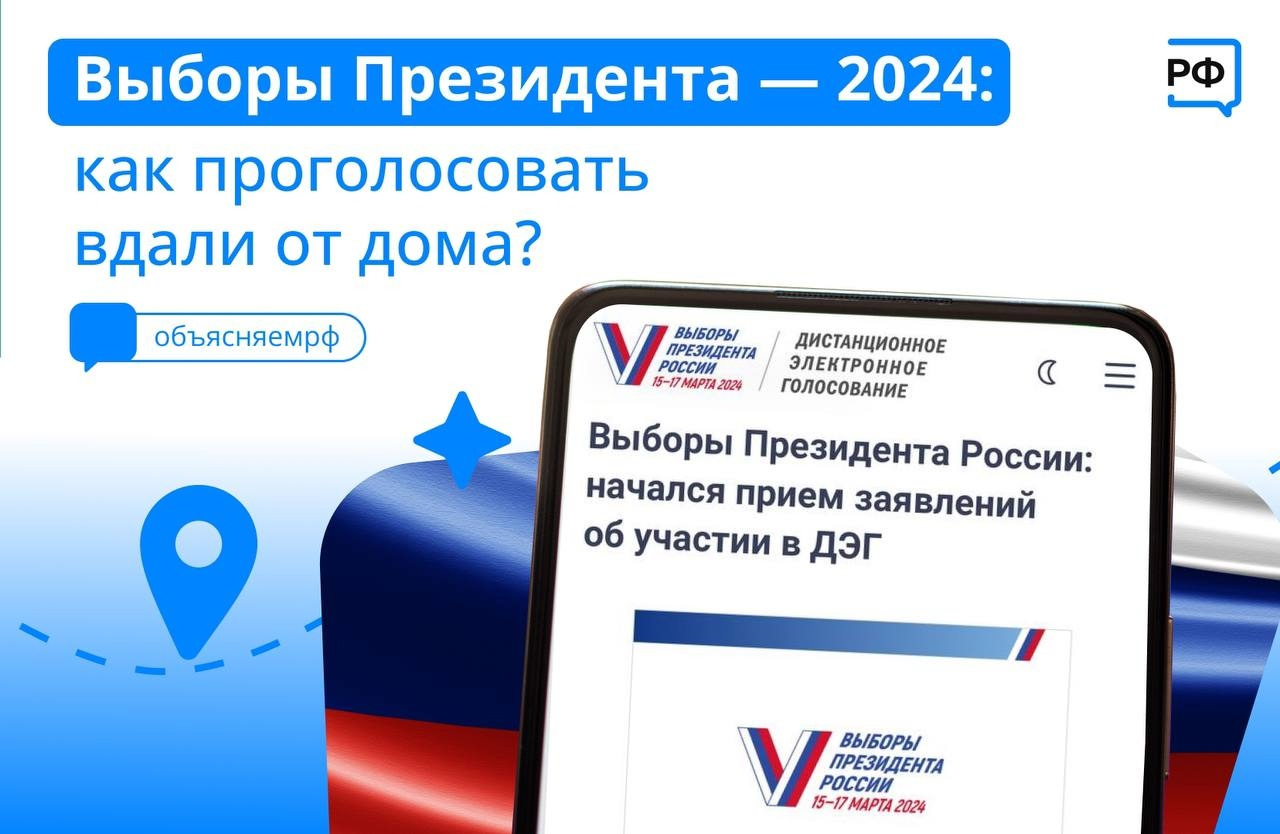 Выборы Президента — 2024:
РФ
как проголосовать
вдали от дома?
объясняемрф
ВЫБОРЫ
ПРЕЗИДЕНТА
РОССИИ
15–17 МАРТА 2024
ДИСТАНЦИОННОЕ
ЭЛЕКТРОННОЕ
ГОЛОСОВАНИЕ
Выборы Президента России:
начался прием заявлений
об участии в ДЭГ
ВЫБОРЫ
ПРЕЗИДЕНТА
РОССИИ
15–17 МАРТА 2024